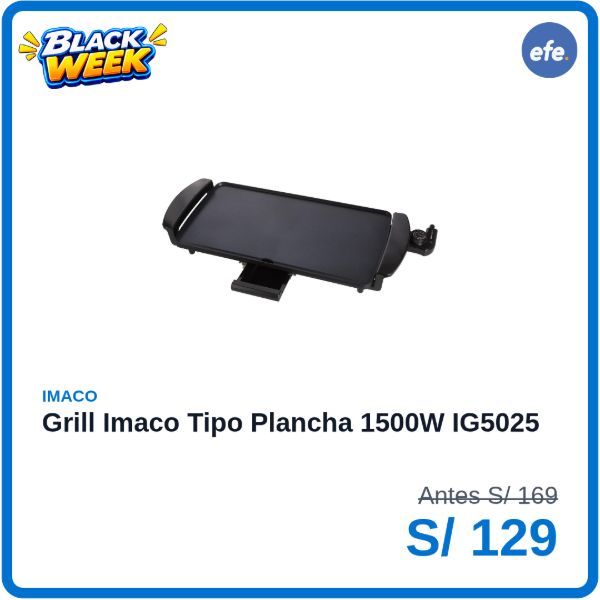 BLACK
WEEK
efe.
IMACO
Grill Imaco Tipo Plancha 1500W IG5025
Antes S/ 169
S/ 129